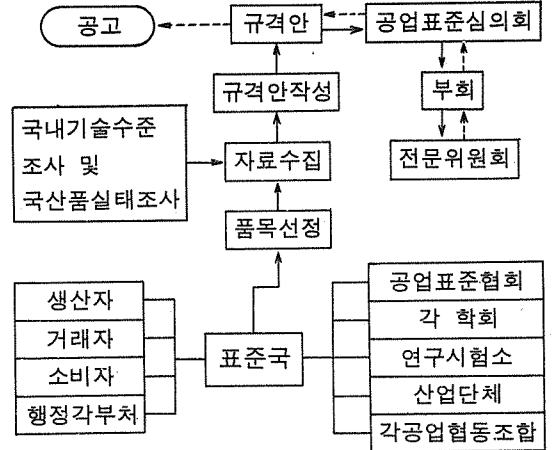 공고
규격안
공업표준심의회
규격안작성
부회
국내기술수준
조사 및
국산품실태조사
자료수집
전문위원회
품목선정
생산자
거래자
소비자
행정각부처
표준국
공업표준협회
각 학회
연구시험소
산업단체
각공업협동조합